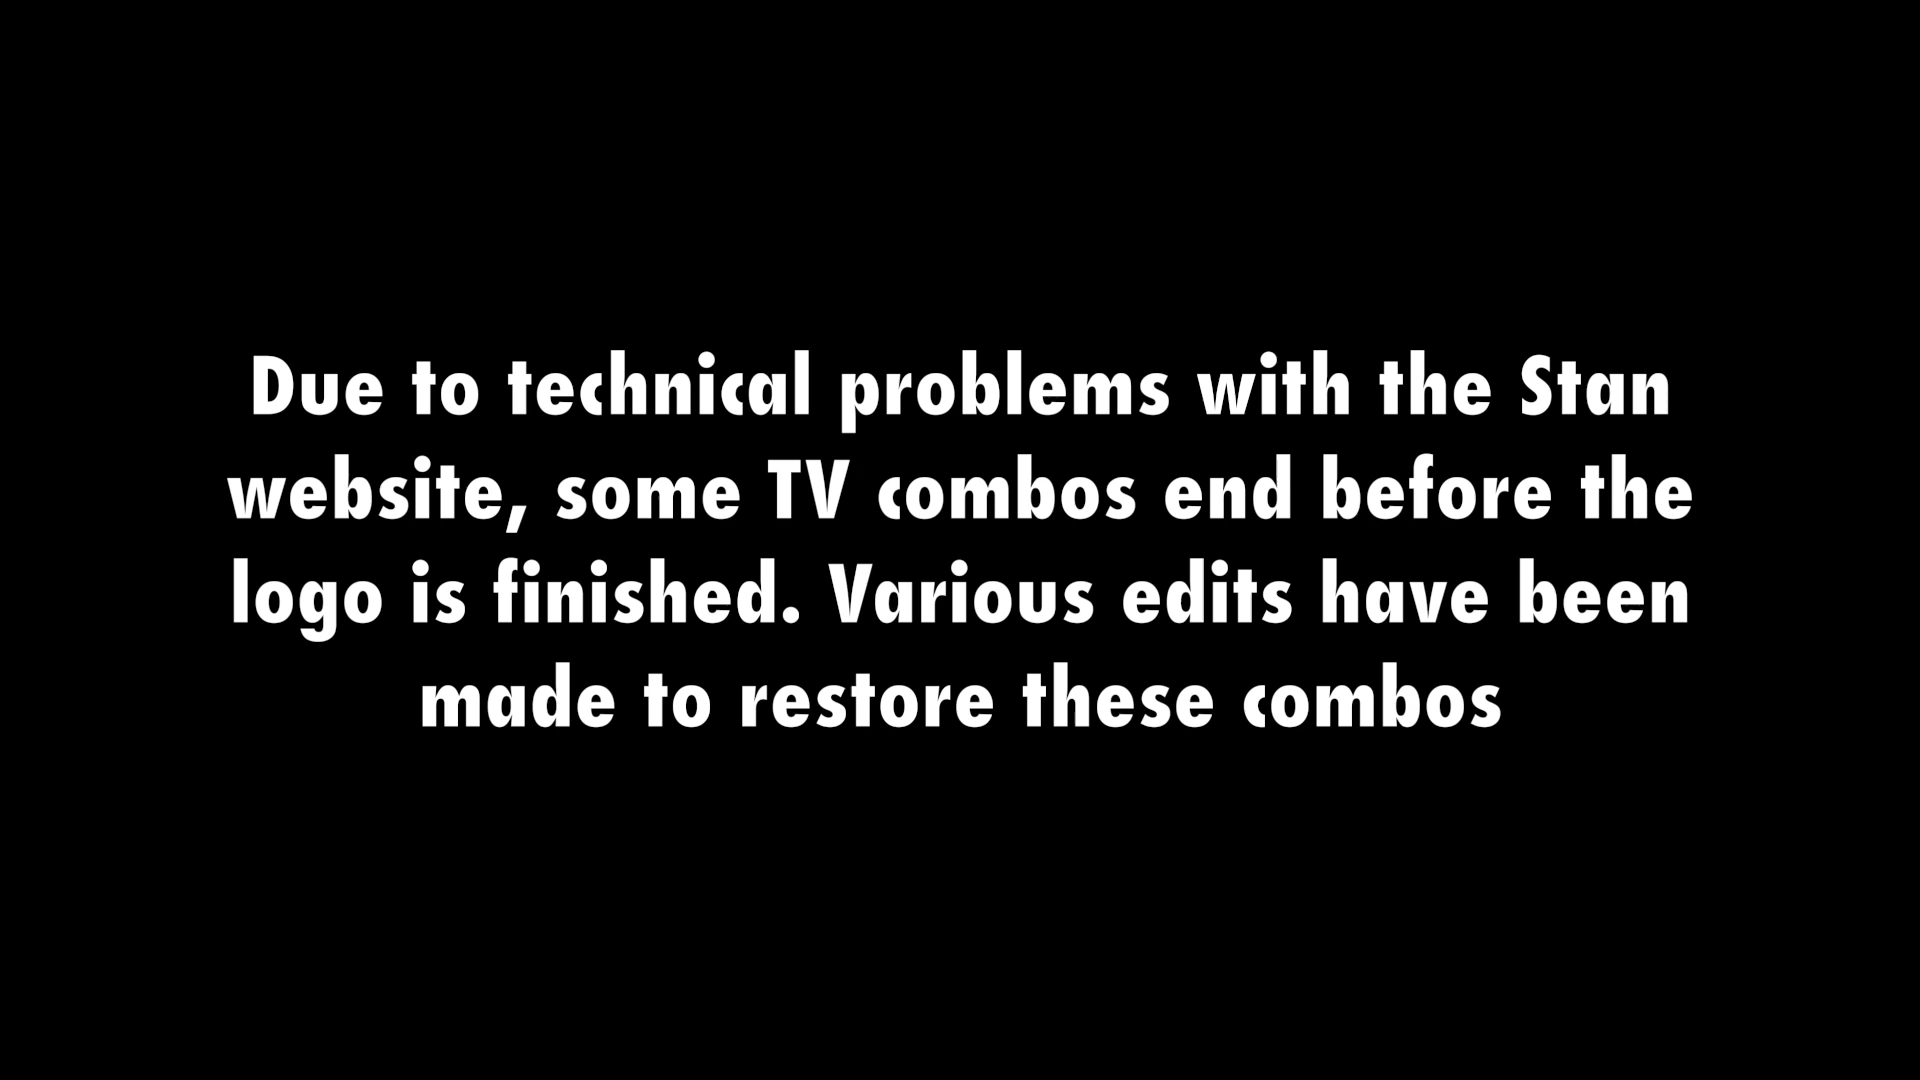 Due to technical problems with the Stan
website, some TV combos end before the
logo is finished. Various edits have been
made to restore these combos